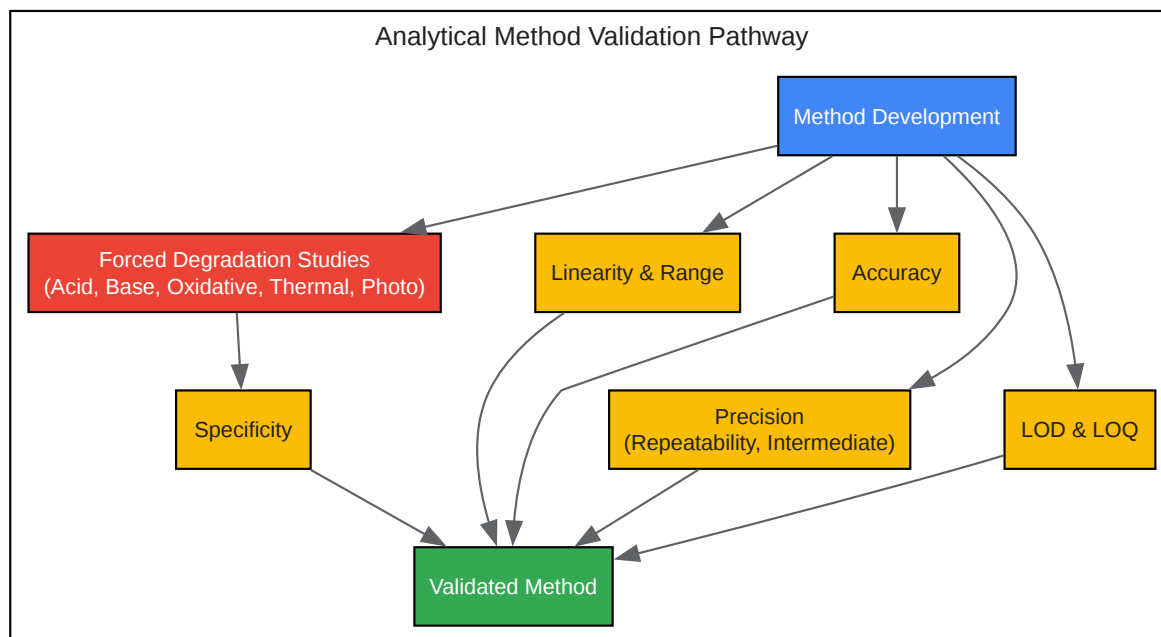 Analytical Method Validation Pathway
Method Development
Forced Degradation Studies
(Acid, Base, Oxidative, Thermal, Photo)
Linearity & Range
Accuracy
Specificity
Precision
(Repeatability, Intermediate)
LOD & LOQ
Validated Method